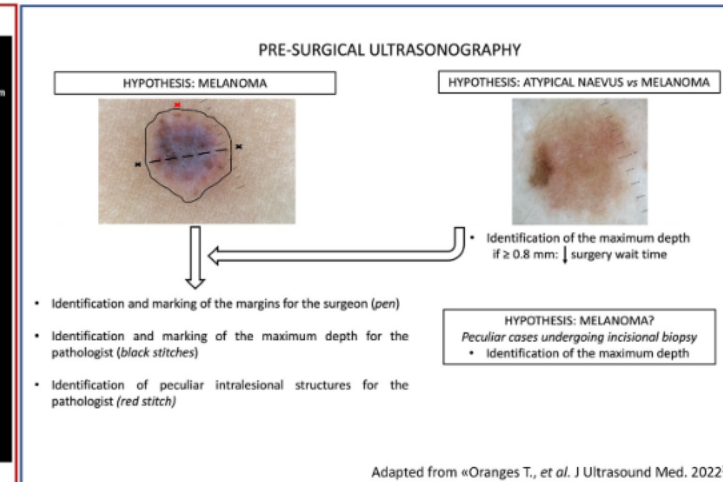 PRE-SURGICAL ULTRASONOGRAPHY
HYPOTHESIS: MELANOMA
HYPOTHESIS: ATYPICAL NAEVUS vs MELANOMA
• Identification of the maximum depth
if ≥ 0.8 mm: ↓ surgery wait time
• Identification and marking of the margins for the surgeon (pen)
• Identification and marking of the maximum depth for the
pathologist (black stitches)
• Identification of peculiar intralesional structures for the
pathologist (red stitch)
HYPOTHESIS: MELANOMA?
Peculiar cases undergoing incisional biopsy
• Identification of the maximum depth
Adapted from «Oranges T., et al. J Ultrasound Med. 2022